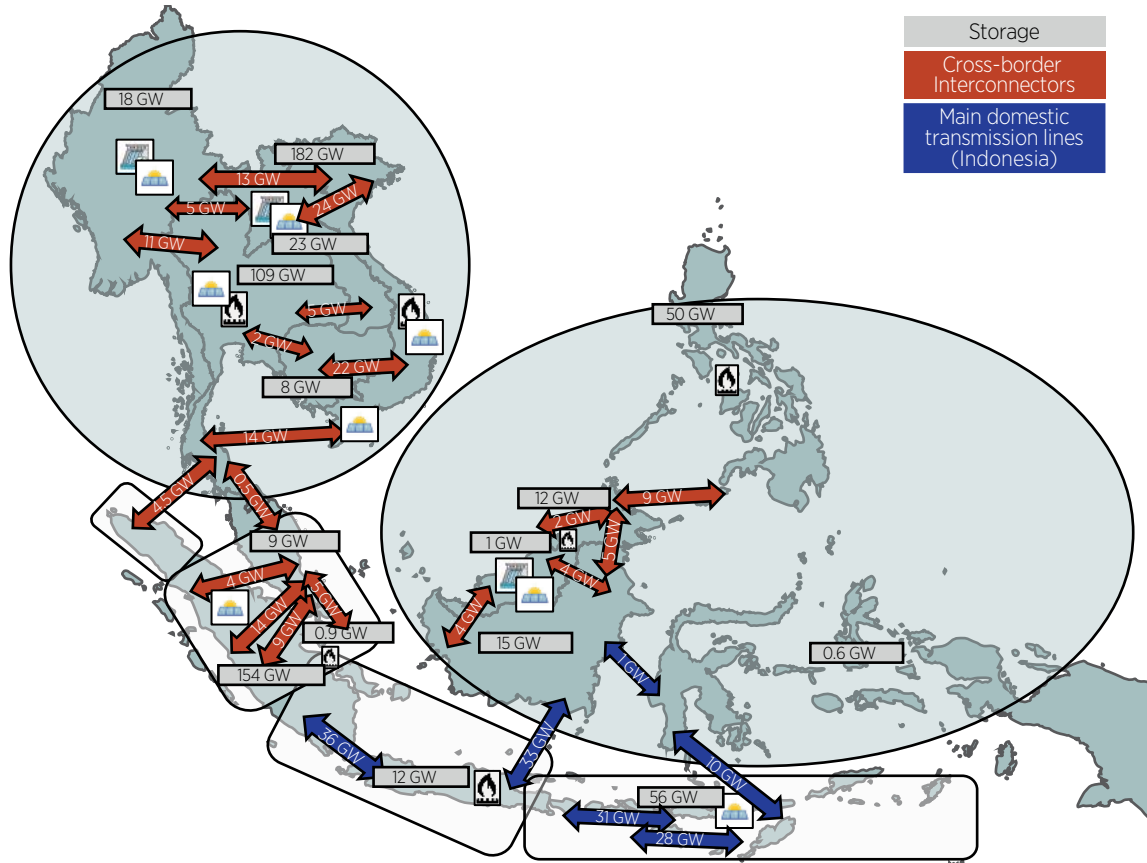 Storage
Cross-border
Interconnectors
Main domestic
transmission lines
(Indonesia)
18 GW
182 GW
13 GW
24 GW
5 GW
23 GW
11 GW
109 GW
5 GW
2 GW
22 GW
8 GW
14 GW
4.5 GW
0.5 GW
50 GW
12 GW
9 GW
2 GW
1 GW
5 GW
4 GW
4 GW
15 GW
0.6 GW
9 GW
4 GW
5 GW
14 GW
9 GW
0.9 GW
154 GW
1 GW
36 GW
33 GW
12 GW
10 GW
56 GW
31 GW
28 GW